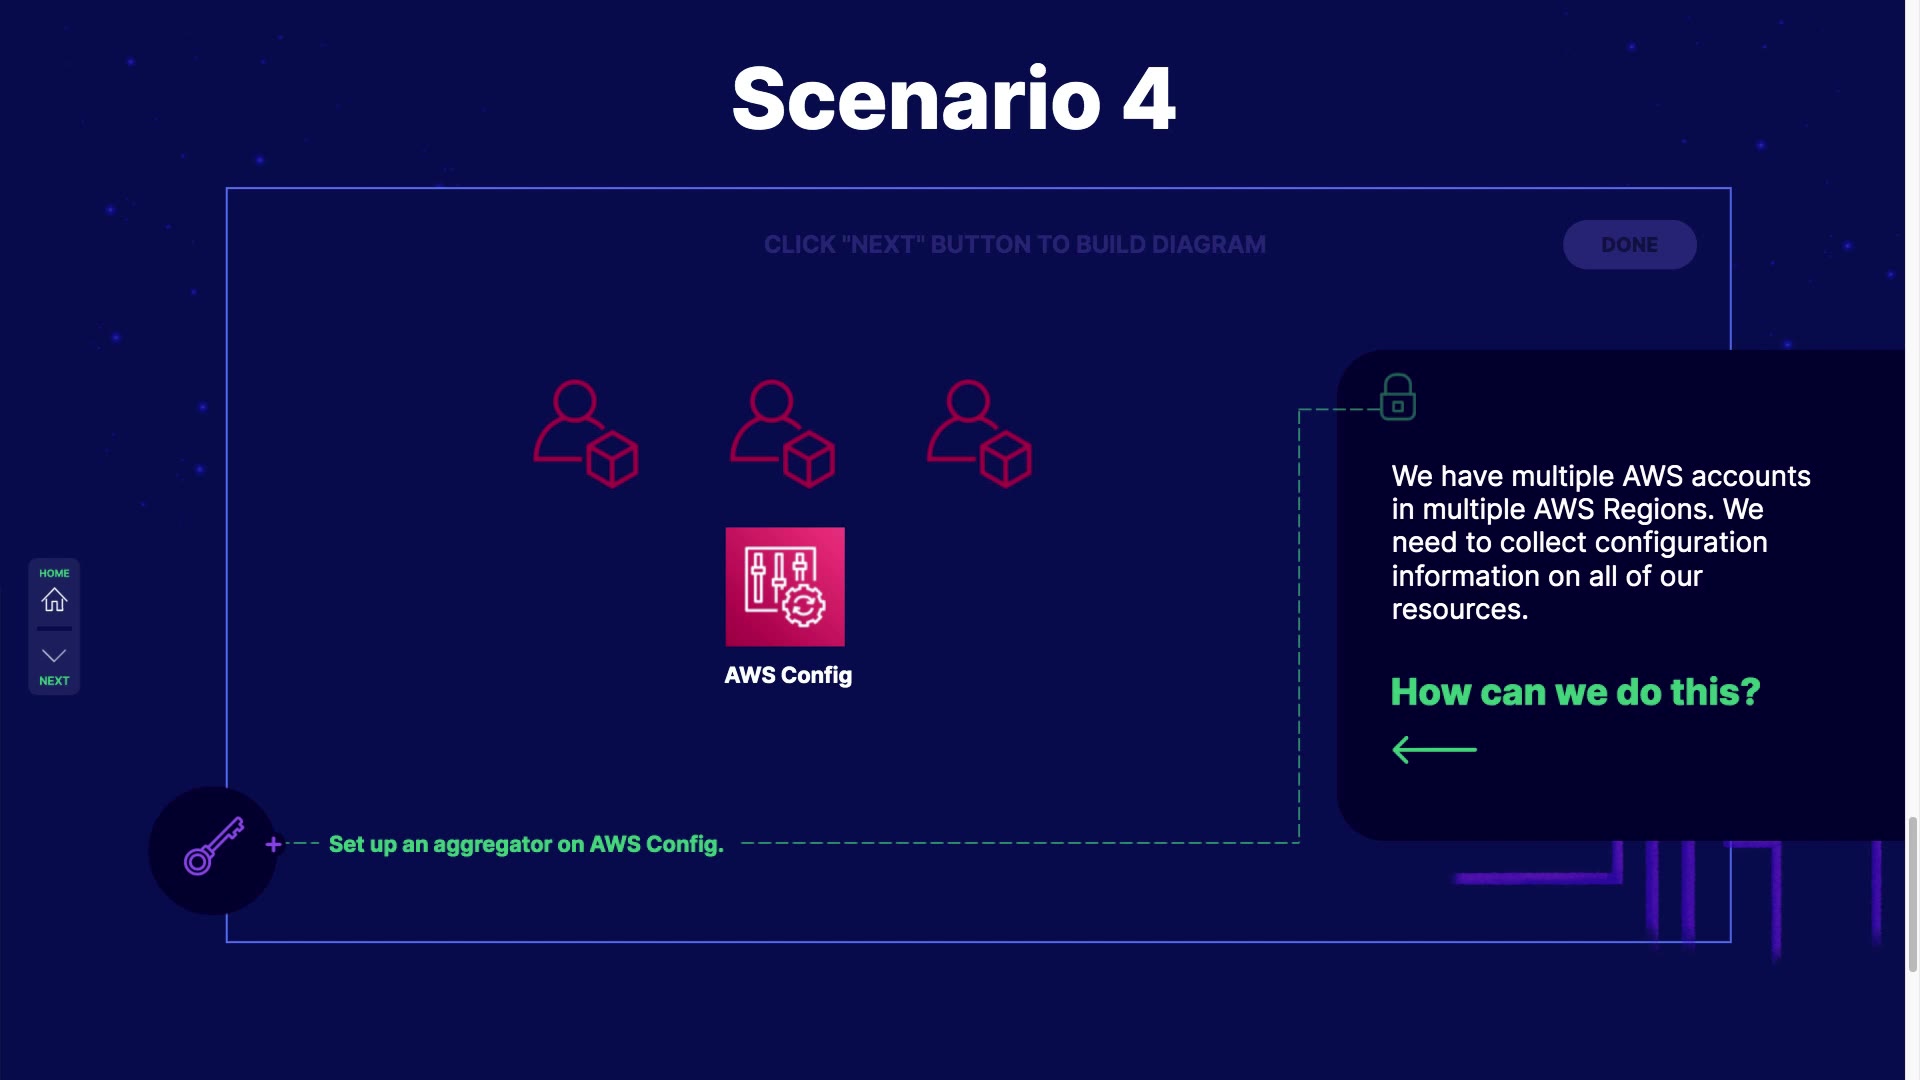 Scenario 4
CLICK "NEXT" BUTTON TO BUILD DIAGRAM
DONE
We have multiple AWS accounts
in multiple AWS Regions. We
need to collect configuration
information on all of our
resources.
How can we do this?
HOME
NEXT
AWS Config
Set up an aggregator on AWS Config.